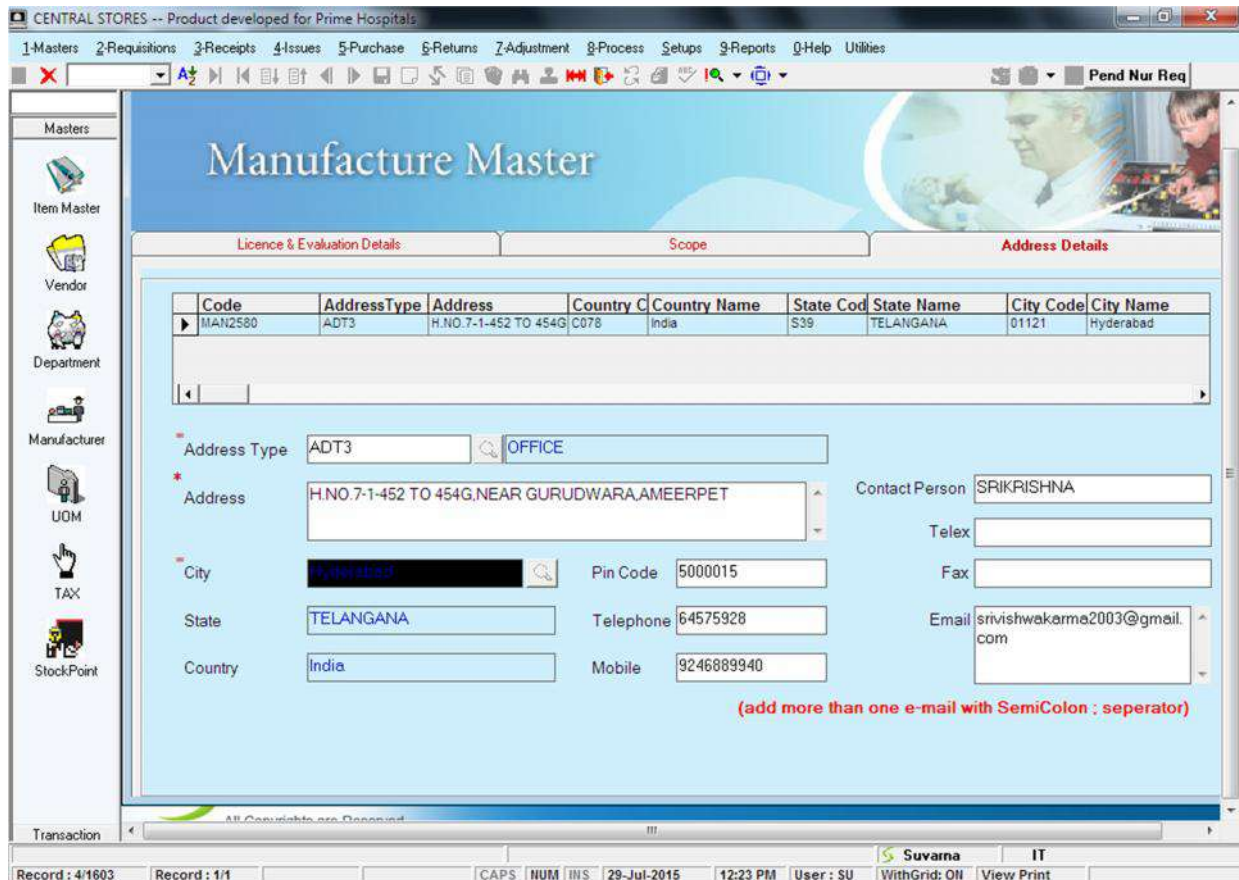 CENTRAL STORES -- Product developed for Prime Hospitals
1-Masters 2-Requisitions 3-Receipts 4-Issues 5-Purchase 6-Returns 7-Adjustment 8-Process Setups 9-Reports 0-Help Utilities
Pend Nur Req
Masters
Item Master
Vendor
Department
Manufacturer
UOM
TAX
StockPoint
Transaction
Manufacture Master
Licence & Evaluation Details Scope Address Details
Code AddressType Address Country C Country Name State Cod State Name City Code City Name
MAN2580 ADT3 H.NO.7-1-452 TO 454G C078 India S39 TELANGANA 01121 Hyderabad
Address Type ADT3 OFFICE
* Address H.NO.7-1-452 TO 454G,NEAR GURUDWARA,AMEERPET
Contact Person SRIKRISHNA
Telex
City Hyderabad Pin Code 5000015 Fax
State TELANGANA Telephone 64575928 Email srivishwakarma2003@gmail.
com
Country India Mobile 9246889940
(add more than one e-mail with SemiColon ; seperator)
All Copyrights are Reserved
Suvarna IT
Record : 4/1603 Record : 1/1 CAPS NUM INS 29-Jul-2015 12:23 PM User : SU WithGrid: ON View Print